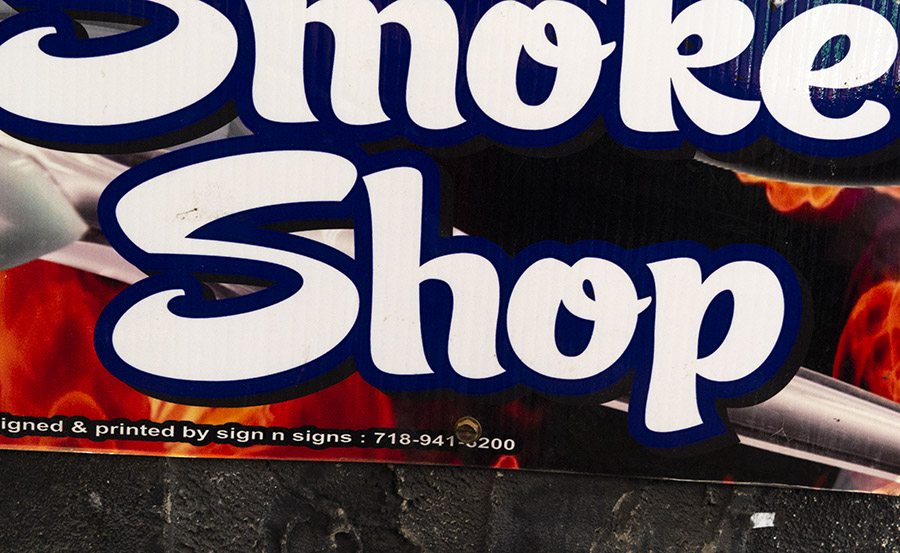 Smoke
Shop
igned & printed by sign n signs : 718-941-